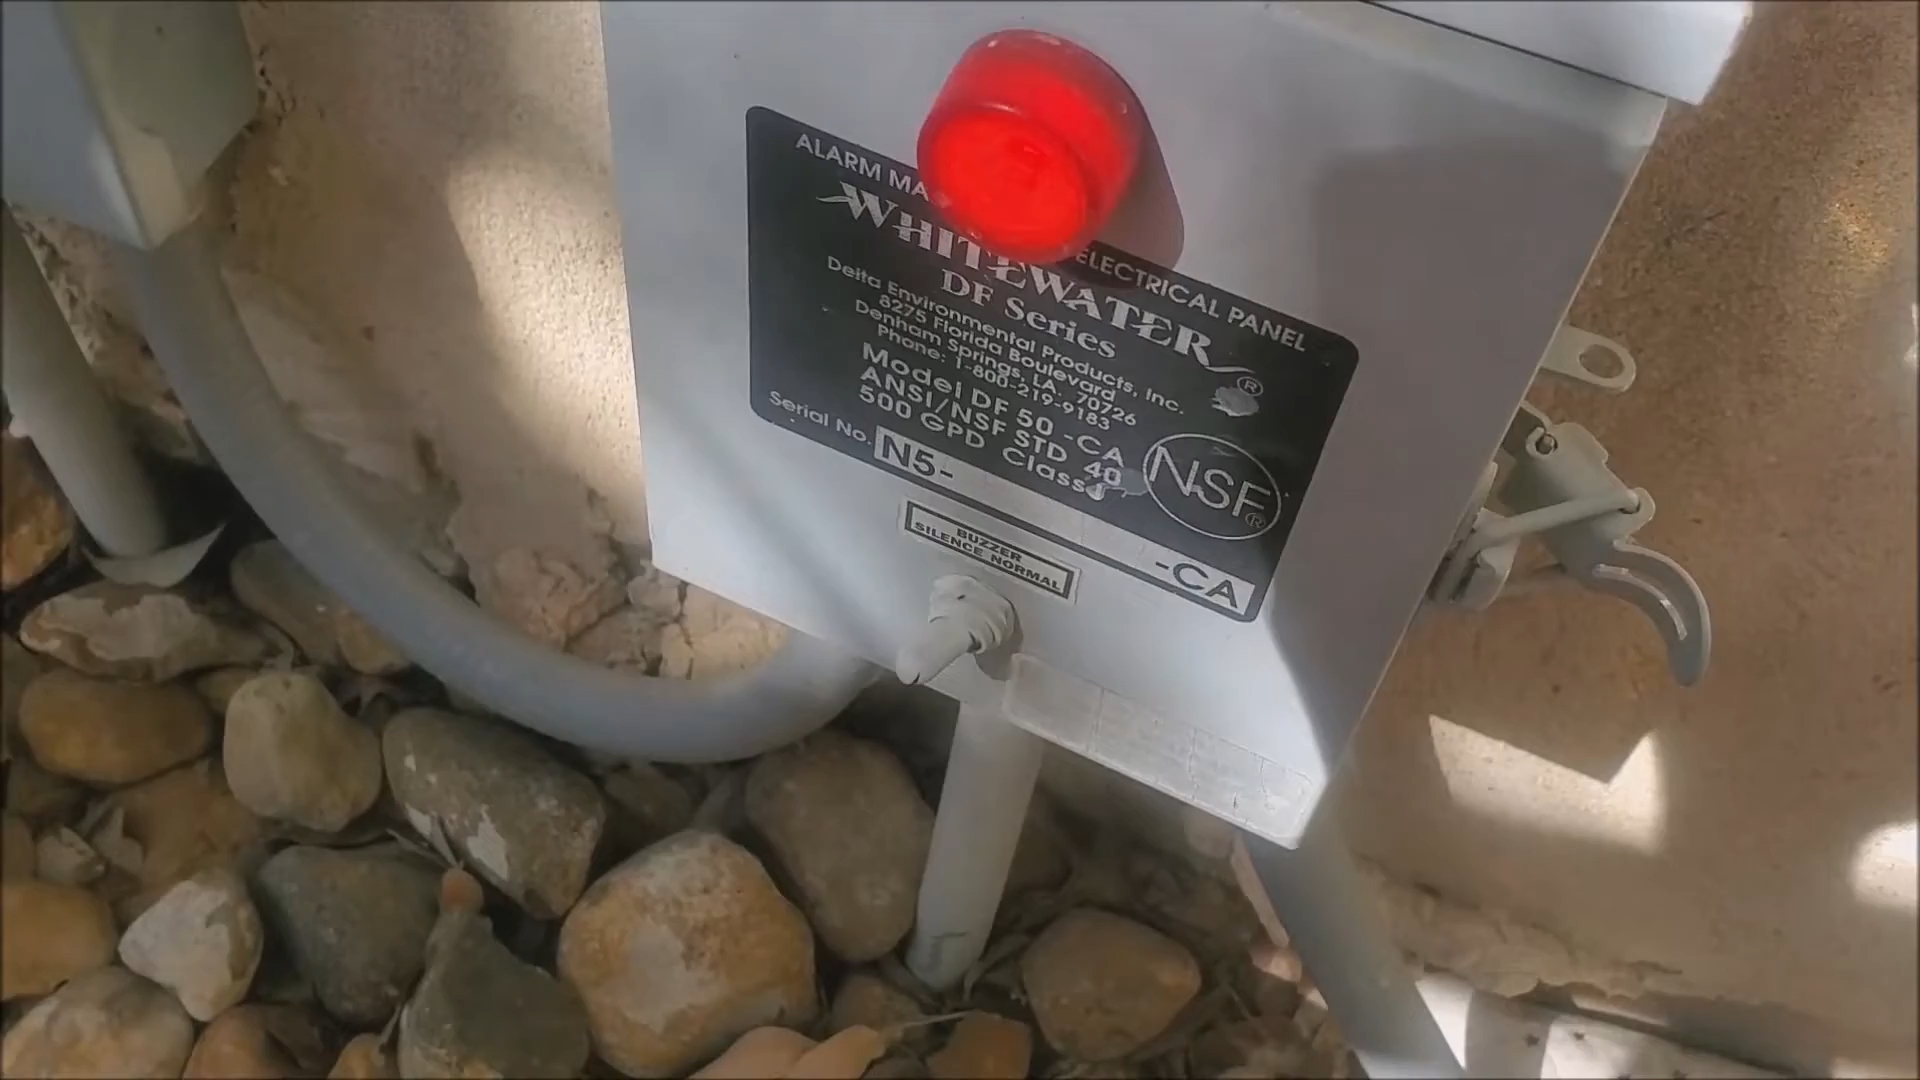 ALARM ELECTRICAL PANEL
WHITEWATER®
DF Series
Delta Environmental Products, Inc.
8275 Florida Boulevard
Denham Springs, LA. 70726
Phone: 1-800-219-9183
Model DF 50 -CA
ANSI/NSF STD 40
500 GPD Class I
NSF®
Serial No. N5- -CA
BUZZER
SILENCE NORMAL